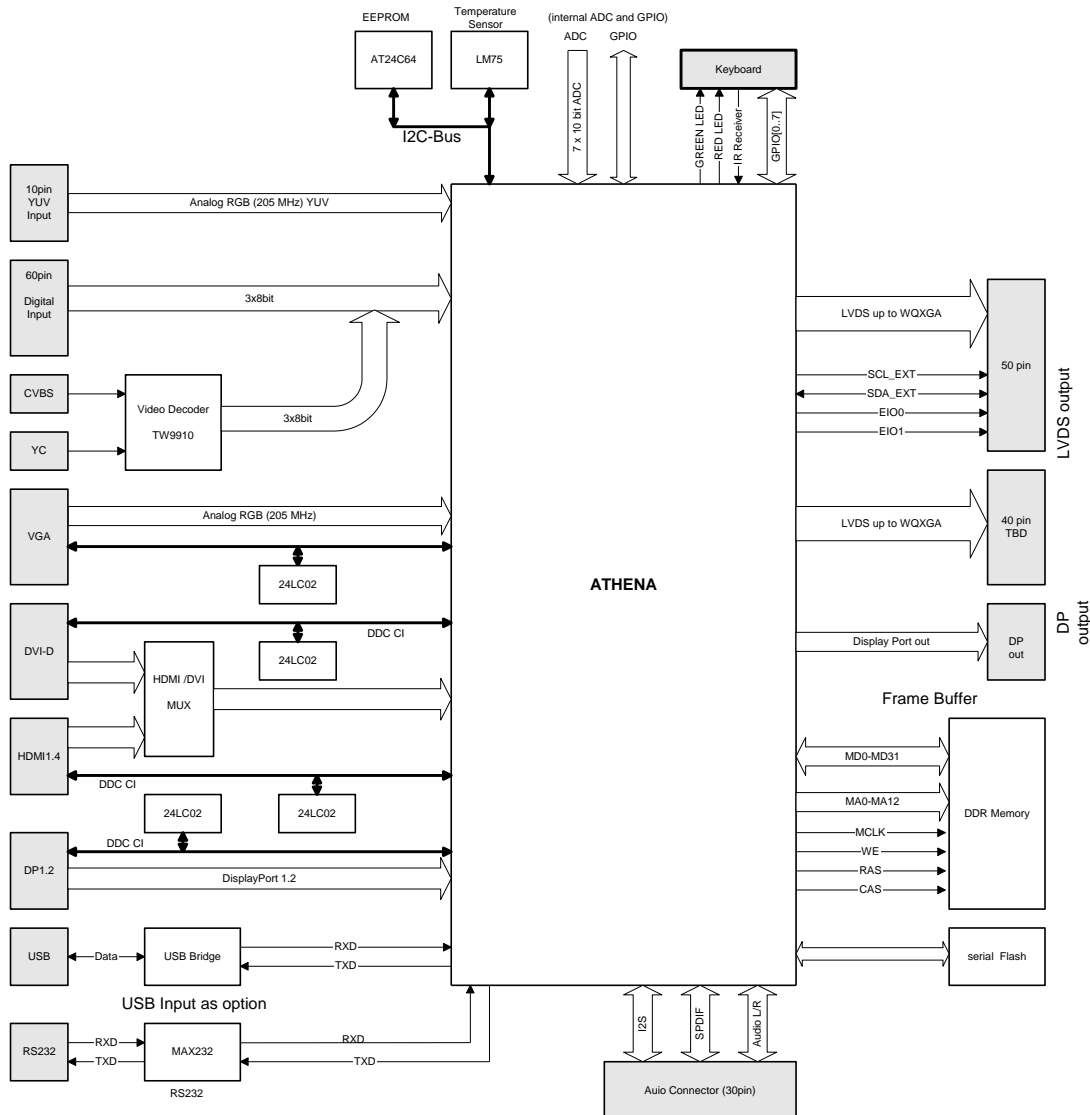 EEPROM
Temperature
Sensor
(internal ADC and GPIO)
ADC
GPIO
AT24C64
LM75
Keyboard
7 x 10 bit ADC
GREEN LED
RED LED
IR Receiver
GPIO[0..7]
I2C-Bus
10pin
YUV
Input
Analog RGB (205 MHz) YUV
60pin
Digital
Input
3x8bit
LVDS up to WQXGA
50 pin
LVDS output
SCL_EXT
SDA_EXT
EIO0
EIO1
CVBS
YC
Video Decoder
TW9910
3x8bit
VGA
Analog RGB (205 MHz)
24LC02
LVDS up to WQXGA
40 pin
TBD
ATHENA
DVI-D
DDC CI
24LC02
HDMI /DVI
MUX
Display Port out
DP
out
DP
output
HDMI1.4
DDC CI
24LC02
24LC02
Frame Buffer
MD0-MD31
MA0-MA12
MCLK
WE
RAS
CAS
DDR Memory
DP1.2
DDC CI
DisplayPort 1.2
USB
Data
USB Bridge
RXD
TXD
serial Flash
USB Input as option
RS232
RXD
TXD
MAX232
RS232
RXD
TXD
I2S
SPDIF
Audio L/R
Auio Connector (30pin)